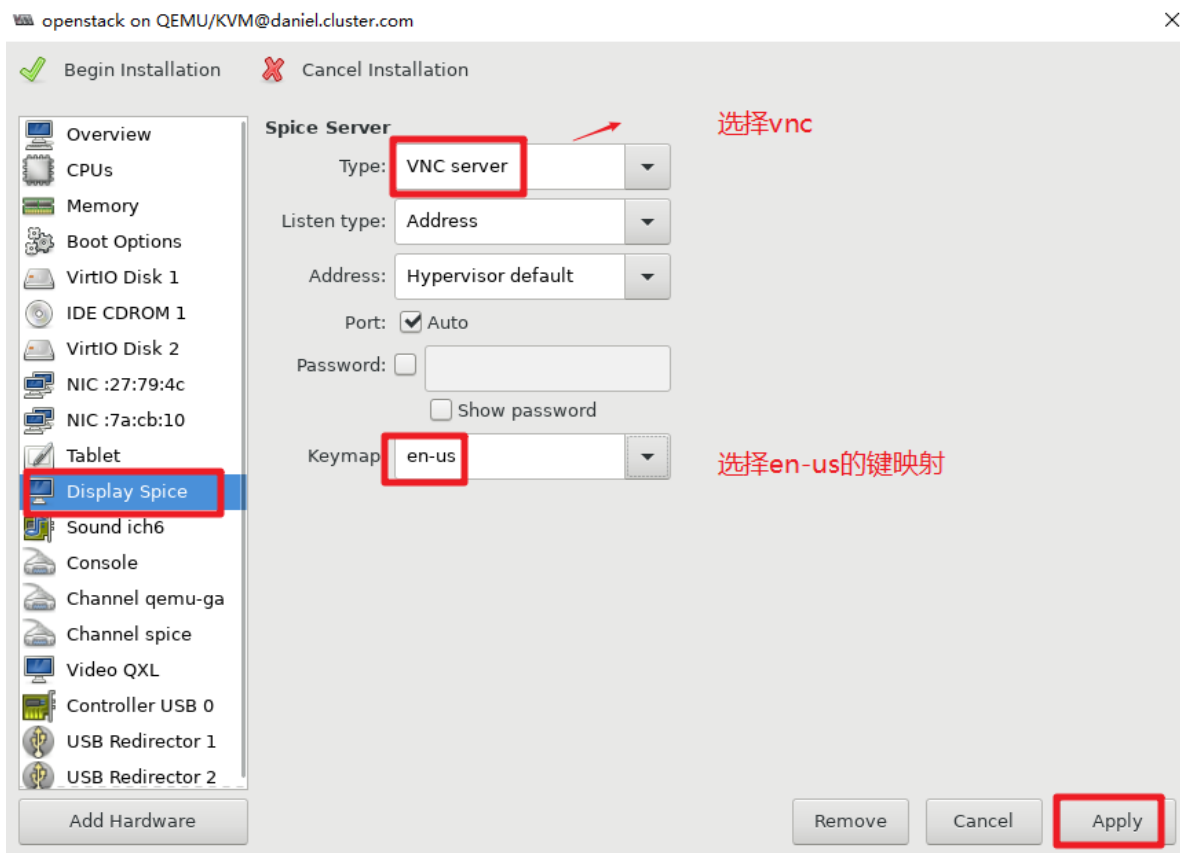 openstack on QEMU/KVM@daniel.cluster.com
Begin Installation
Cancel Installation
Overview
CPUs
Memory
Boot Options
VirtIO Disk 1
IDE CDROM 1
VirtIO Disk 2
NIC :27:79:4c
NIC :7a:cb:10
Tablet
Display Spice
Sound ich6
Console
Channel qemu-ga
Channel spice
Video QXL
Controller USB 0
USB Redirector 1
USB Redirector 2
Add Hardware
Spice Server
选择vnc
Type: VNC server
Listen type: Address
Address: Hypervisor default
Port: Auto
Password:
Show password
Keymap en-us
选择en-us的键映射
Remove
Cancel
Apply